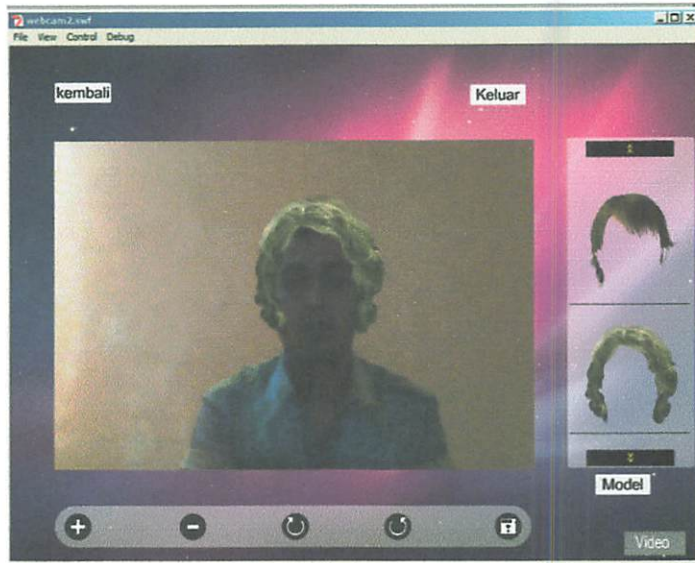 webcam2.swf
File View Control Debug
kembali
Keluar
Model
Video